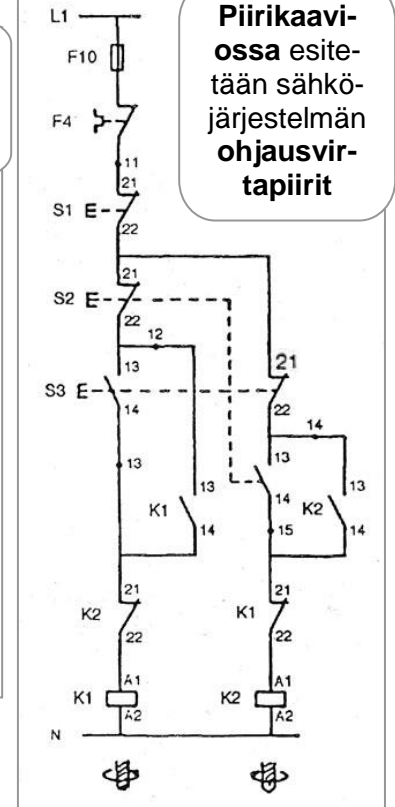 L1
Piirikaavi-
ossa esite-
tään sähkö-
järjestelmän
ohjausvir-
tapiirit
F10
F4
11
21
S1 E
22
21
S2 E
22
12
13
21
S3 E
14
22
14
13
13
13
13
K1
14
14
K2
14
15
21
21
K2
K1
22
22
A1
A1
K1
K2
A2
A2
N